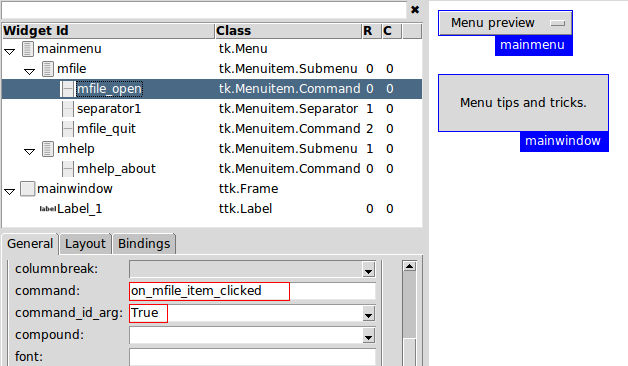 Widget Id Class R C
mainmenu tk.Menu
mfile tk.Menuitem.Submenu 0 0
mfile_open tk.Menuitem.Command 0 0
separator1 tk.Menuitem.Separator 1 0
mfile_quit tk.Menuitem.Command 2 0
mhelp tk.Menuitem.Submenu 1 0
mhelp_about tk.Menuitem.Command 0 0
mainwindow ttk.Frame
label Label_1 ttk.Label 0 0
General Layout Bindings
columnbreak:
command: on_mfile_item_clicked
command_id_arg: True
compound:
font:
Menu preview
mainmenu
Menu tips and tricks.
mainwindow